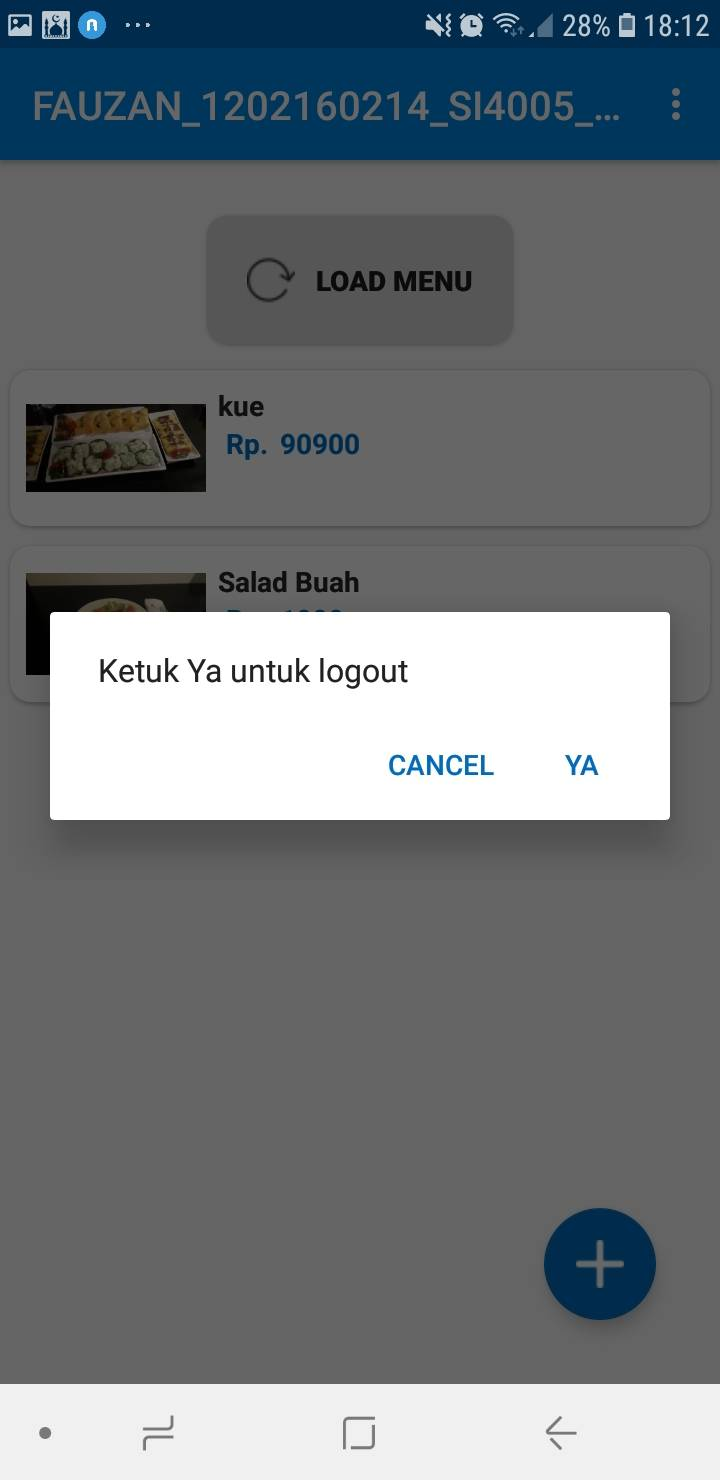 28% 18:12
FAUZAN_1202160214_SI4005_...
LOAD MENU
kue
Rp. 90900
Salad Buah
Ketuk Ya untuk logout
CANCEL YA